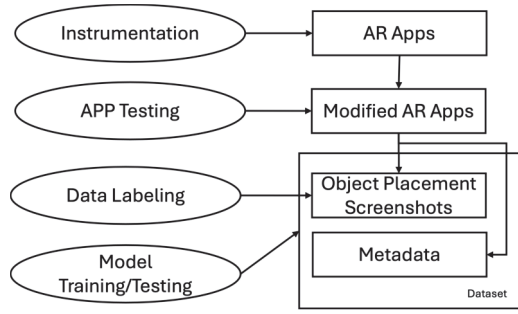 Instrumentation
AR Apps
APP Testing
Modified AR Apps
Data Labeling
Object Placement
Screenshots
Model
Training/Testing
Metadata
Dataset